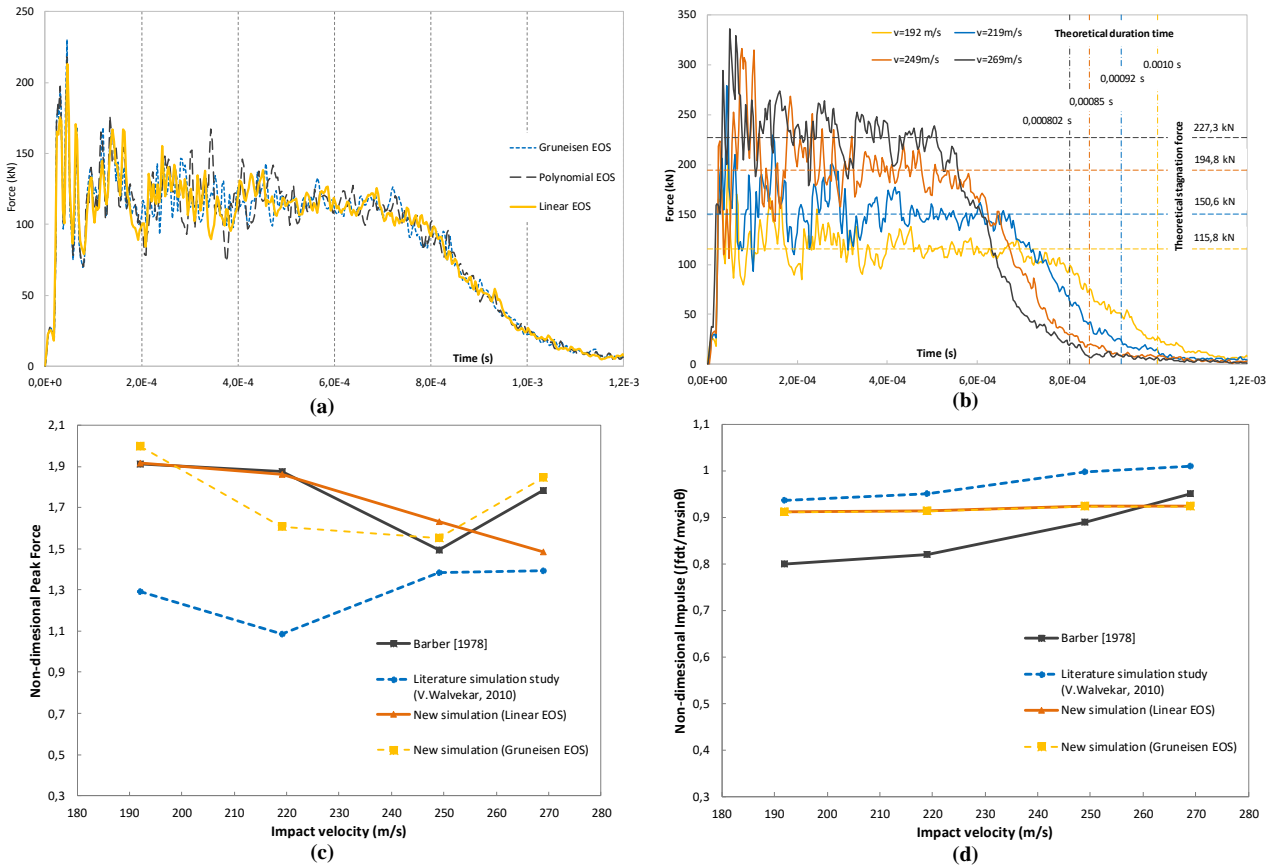 250
200
150
100
50
0
Force (kN)
Gruneisen EOS
Polynomial EOS
Linear EOS
Time (s)
0,0E+0
2,0E-4
4,0E-4
6,0E-4
8,0E-4
1,0E-3
1,2E-3
(a)
350
300
250
200
150
100
50
0
Force (kN)
v=192 m/s
v=219m/s
v=249m/s
v=269m/s
Theoretical duration time
0,0010 s
0,00092 s
0,00085 s
0,000802 s
227,3 kN
194,8 kN
150,6 kN
115,8 kN
Theoretical stagnation force
Time (s)
0,0E+00
2,0E-04
4,0E-04
6,0E-04
8,0E-04
1,0E-03
1,2E-03
(b)
2,1
1,9
1,7
1,5
1,3
1,1
0,9
0,7
0,5
0,3
Non-dimesional Peak Force
Barber [1978]
Literature simulation study
(V.Walvekar, 2010)
New simulation (Linear EOS)
New simulation (Gruneisen EOS)
180
190
200
210
220
230
240
250
260
270
280
Impact velocity (m/s)
(c)
1,1
1
0,9
0,8
0,7
0,6
0,5
0,4
0,3
Non-dimesional Impulse (∫fdt/mvsinθ)
Barber [1978]
Literature simulation study
(V.Walvekar, 2010)
New simulation (Linear EOS)
New simulation (Gruneisen EOS)
180
190
200
210
220
230
240
250
260
270
280
Impact velocity (m/s)
(d)